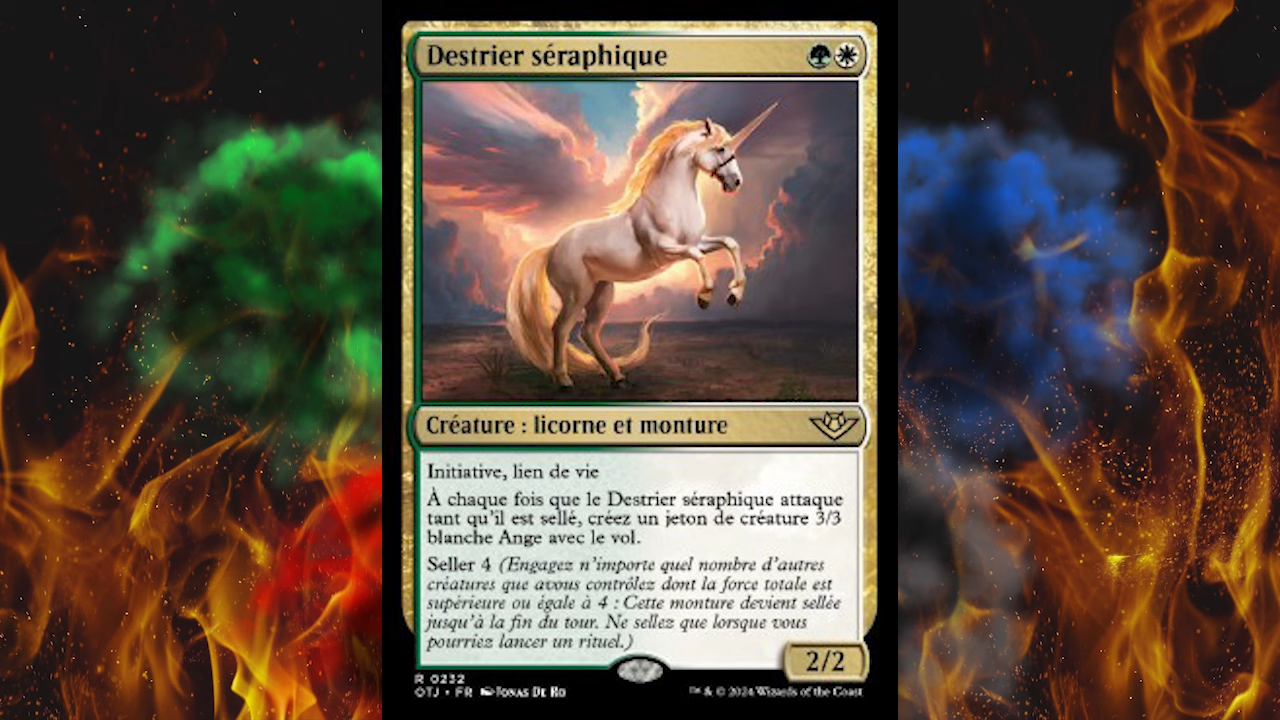 Destrier séraphique
Créature : licorne et monture
Initiative, lien de vie
À chaque fois que le Destrier séraphique attaque
tant qu'il est sellé, créez un jeton de créature 3/3
blanche Ange avec le vol.
Seller 4 (Engagez n'importe quel nombre d'autres
créatures que avous contrôlez dont la force totale est
supérieure ou égale à 4 : Cette monture devient sellée
jusqu'à la fin du tour. Ne sellez que lorsque vous
pourriez lancer un rituel.)
2/2
R 0232
OTJ • FR Jonas De Ro
™ & © 2024 Wizards of the Coast